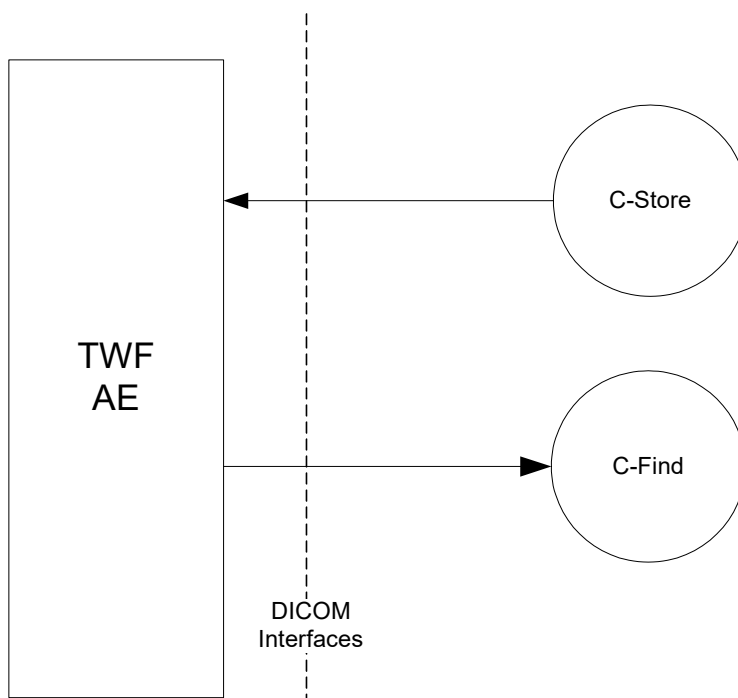 C-Store
TWF
AE
C-Find
DICOM
Interfaces